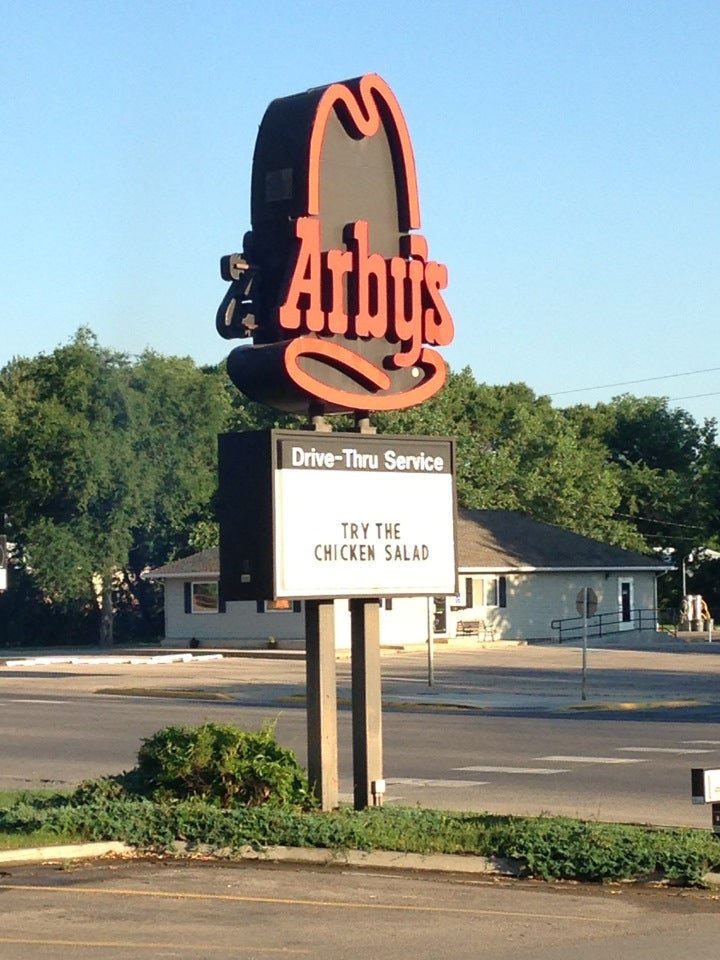 Arby's
Drive-Thru Service
TRY THE
CHICKEN SALAD